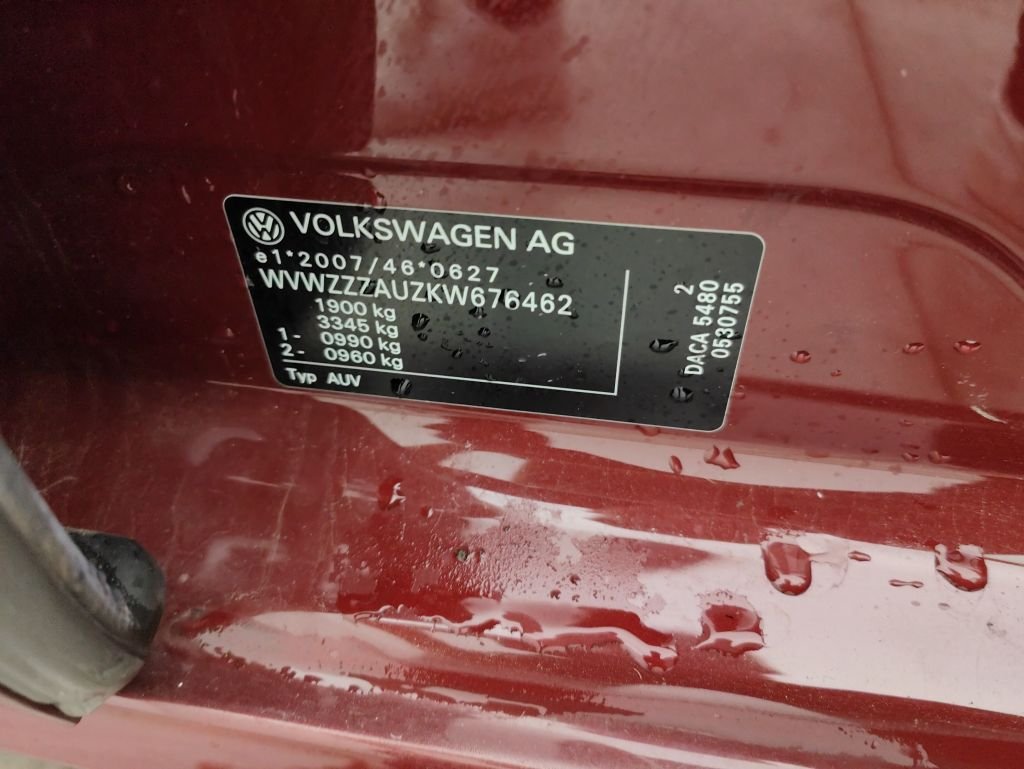 VOLKSWAGEN AG
e1*2007/46*0627
WVWZZZAUZKW676462
1900 kg
3345 kg
1- 0990 kg
2- 0960 kg
Typ AUV
2
DACA 5480
0530755